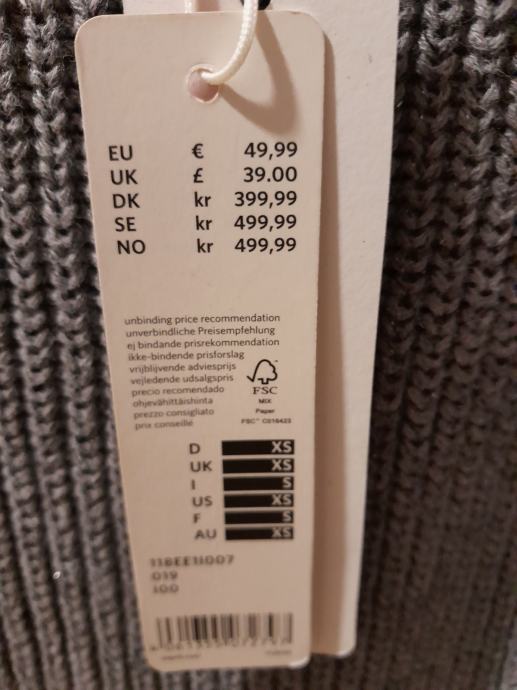 EU € 49,99
UK £ 39.00
DK kr 399,99
SE kr 499,99
NO kr 499,99
unbinding price recommendation
unverbindliche Preisempfehlung
ej bindande prisrekommendation
ikke-bindende prisforslag
vrijblijvende adviesprijs
vejledende udsalgspris
precio recomendado
ohjevähittäishinta
prezzo consigliato
prix conseillé
FSC
MIX
Paper
FSC™ C016423
D XS
UK XS
I S
US XS
F S
AU XS
118EE1I007
019
100